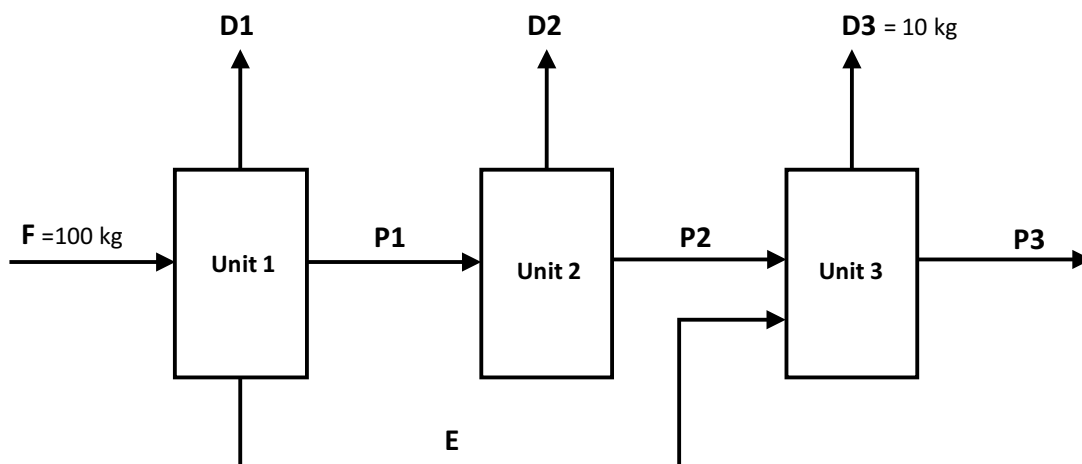 D1
D2
D3 = 10 kg
F =100 kg
P1
P2
P3
Unit 1
Unit 2
Unit 3
E